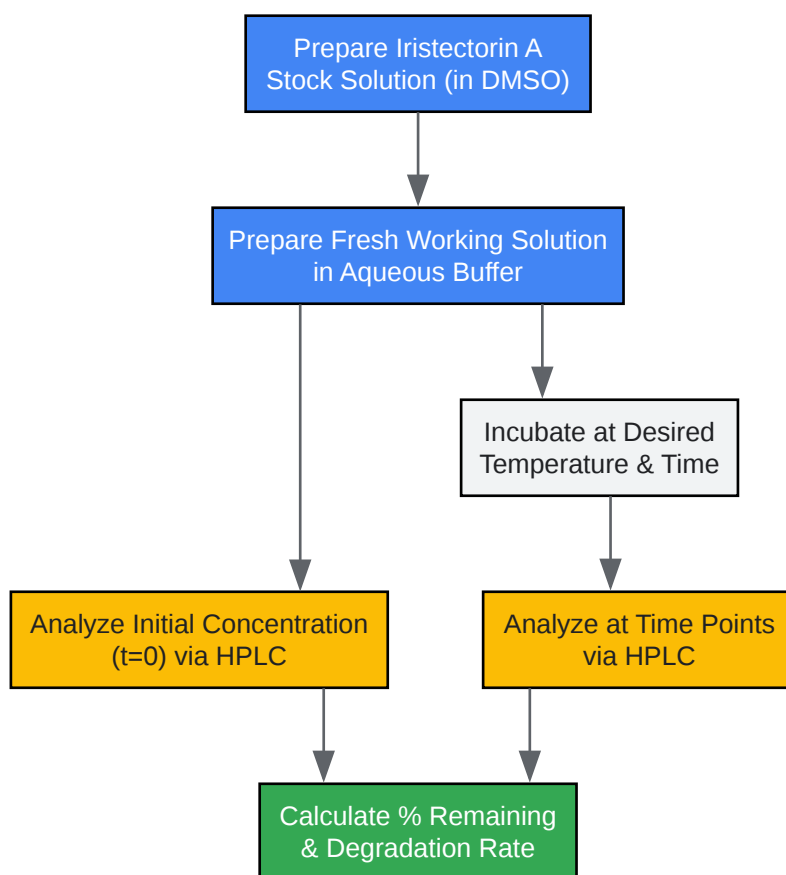 Prepare Iristectorin A
Stock Solution (in DMSO)
Prepare Fresh Working Solution
in Aqueous Buffer
Incubate at Desired
Temperature & Time
Analyze Initial Concentration
(t=0) via HPLC
Analyze at Time Points
via HPLC
Calculate % Remaining
& Degradation Rate